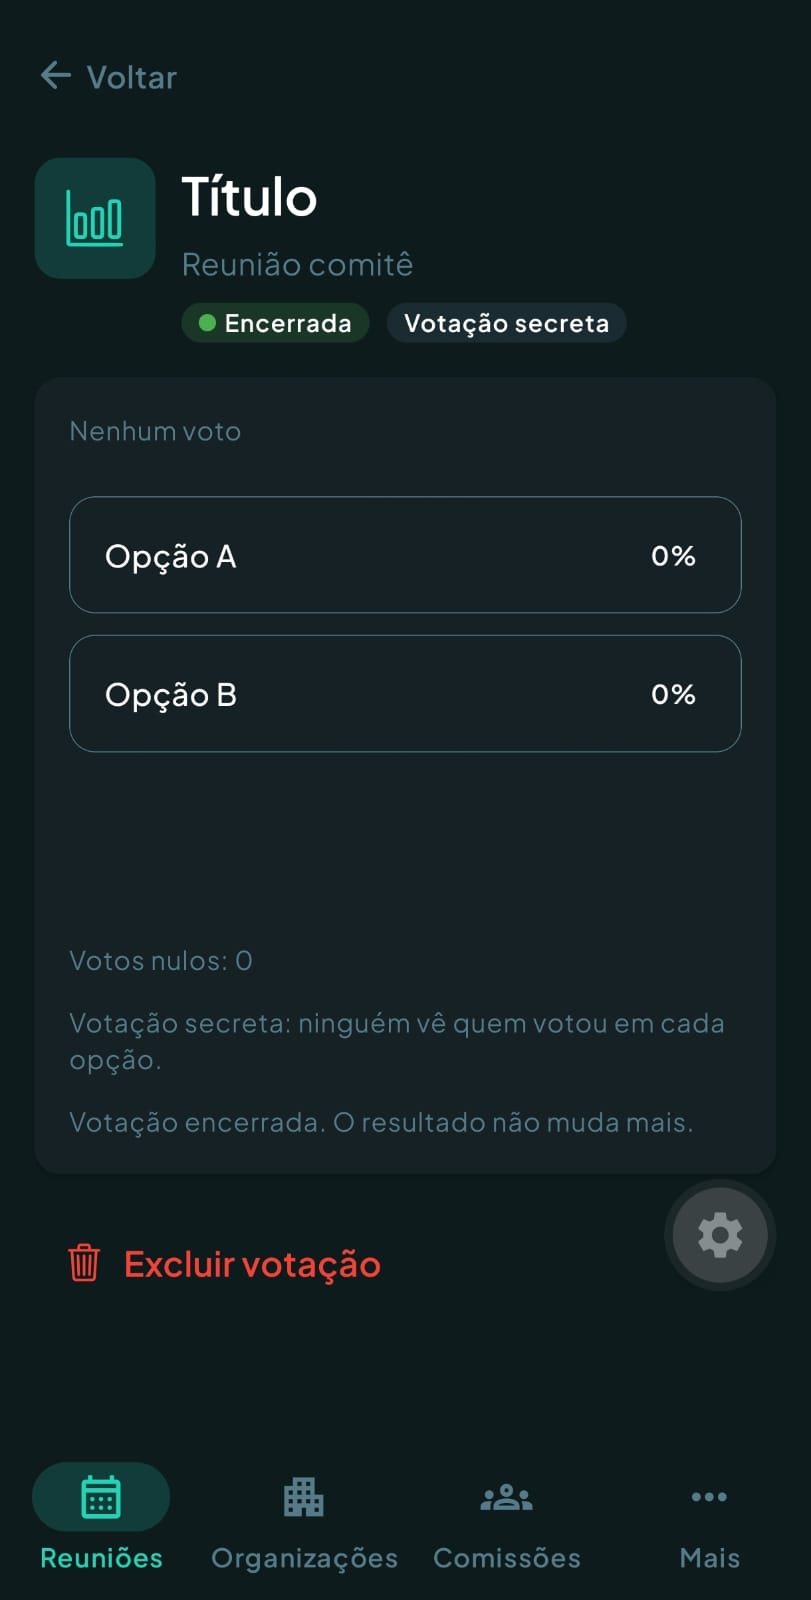 Voltar
Título
Reunião comitê
Encerrada
Votação secreta
Nenhum voto
Opção A
0%
Opção B
0%
Votos nulos: 0
Votação secreta: ninguém vê quem votou em cada
opção.
Votação encerrada. O resultado não muda mais.
Excluir votação
Reuniões
Organizações
Comissões
Mais